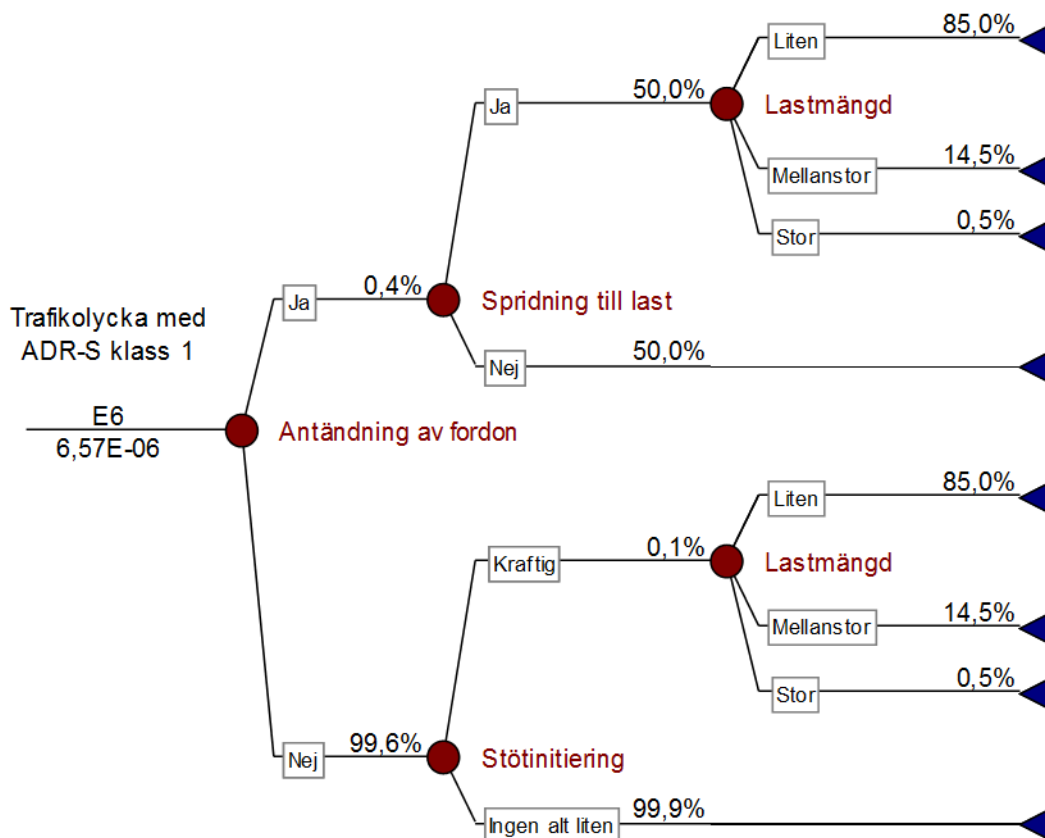 Liten
85,0%
Ja
50,0%
Lastmängd
Mellanstor
14,5%
Stor
0,5%
Ja
0,4%
Spridning till last
Trafikolycka med
ADR-S klass 1
Nej
50,0%
E6
6,57E-06
Antändning av fordon
Liten
85,0%
Kraftig
0,1%
Lastmängd
Mellanstor
14,5%
Stor
0,5%
Nej
99,6%
Stötinitiering
Ingen alt liten
99,9%